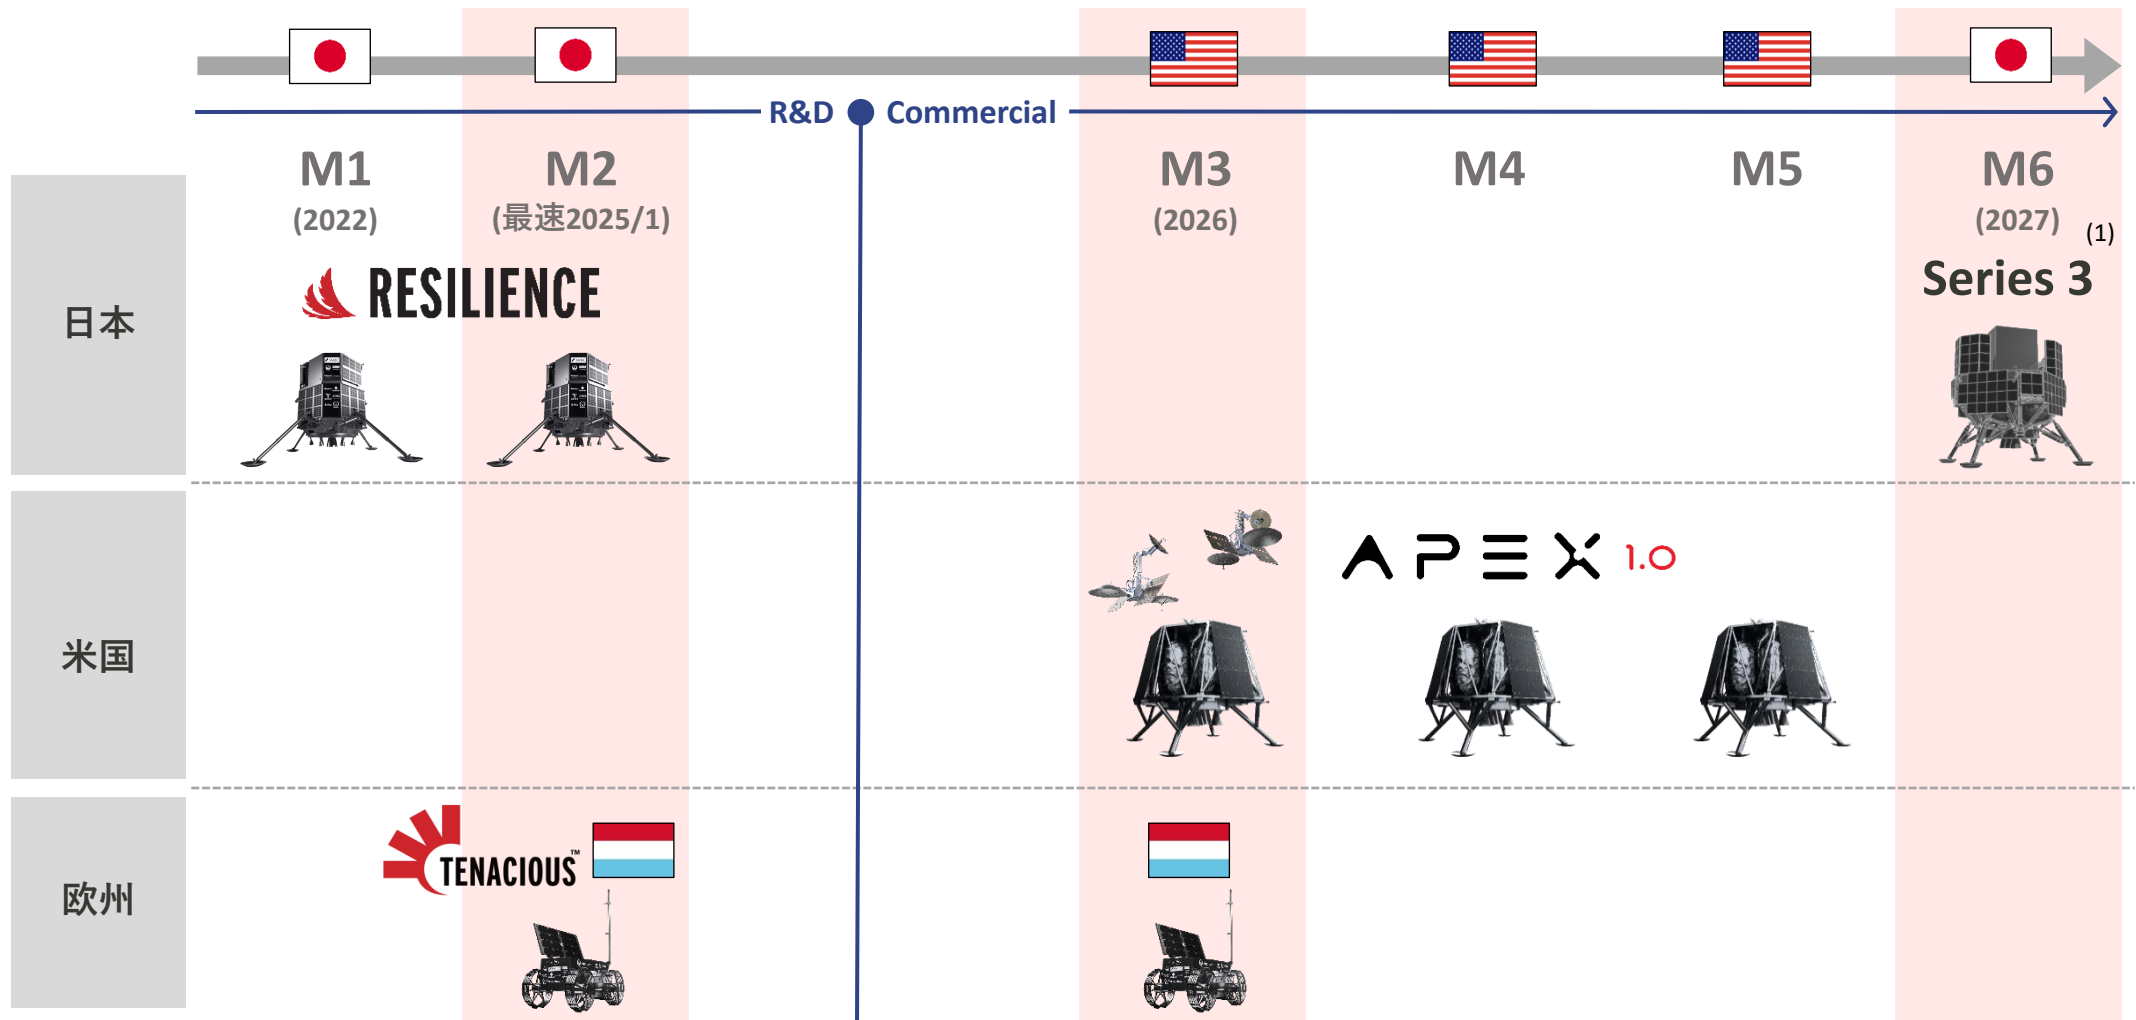 R&D Commercial
M1
(2022)
M2
(最速2025/1)
M3
(2026)
M4
M5
M6
(2027)
(1)
日本
RESILIENCE
Series 3
米国
APEX 1.0
欧州
TENACIOUS™